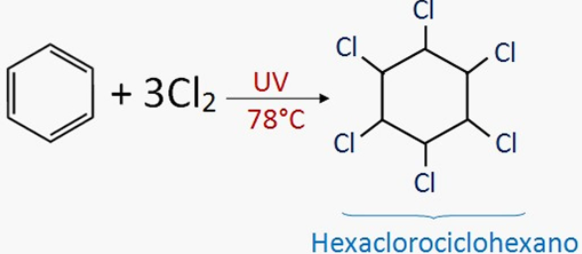 Cl
Cl Cl
+ 3Cl₂ UV
78°C
Cl Cl
Cl
Hexaclorociclohexano